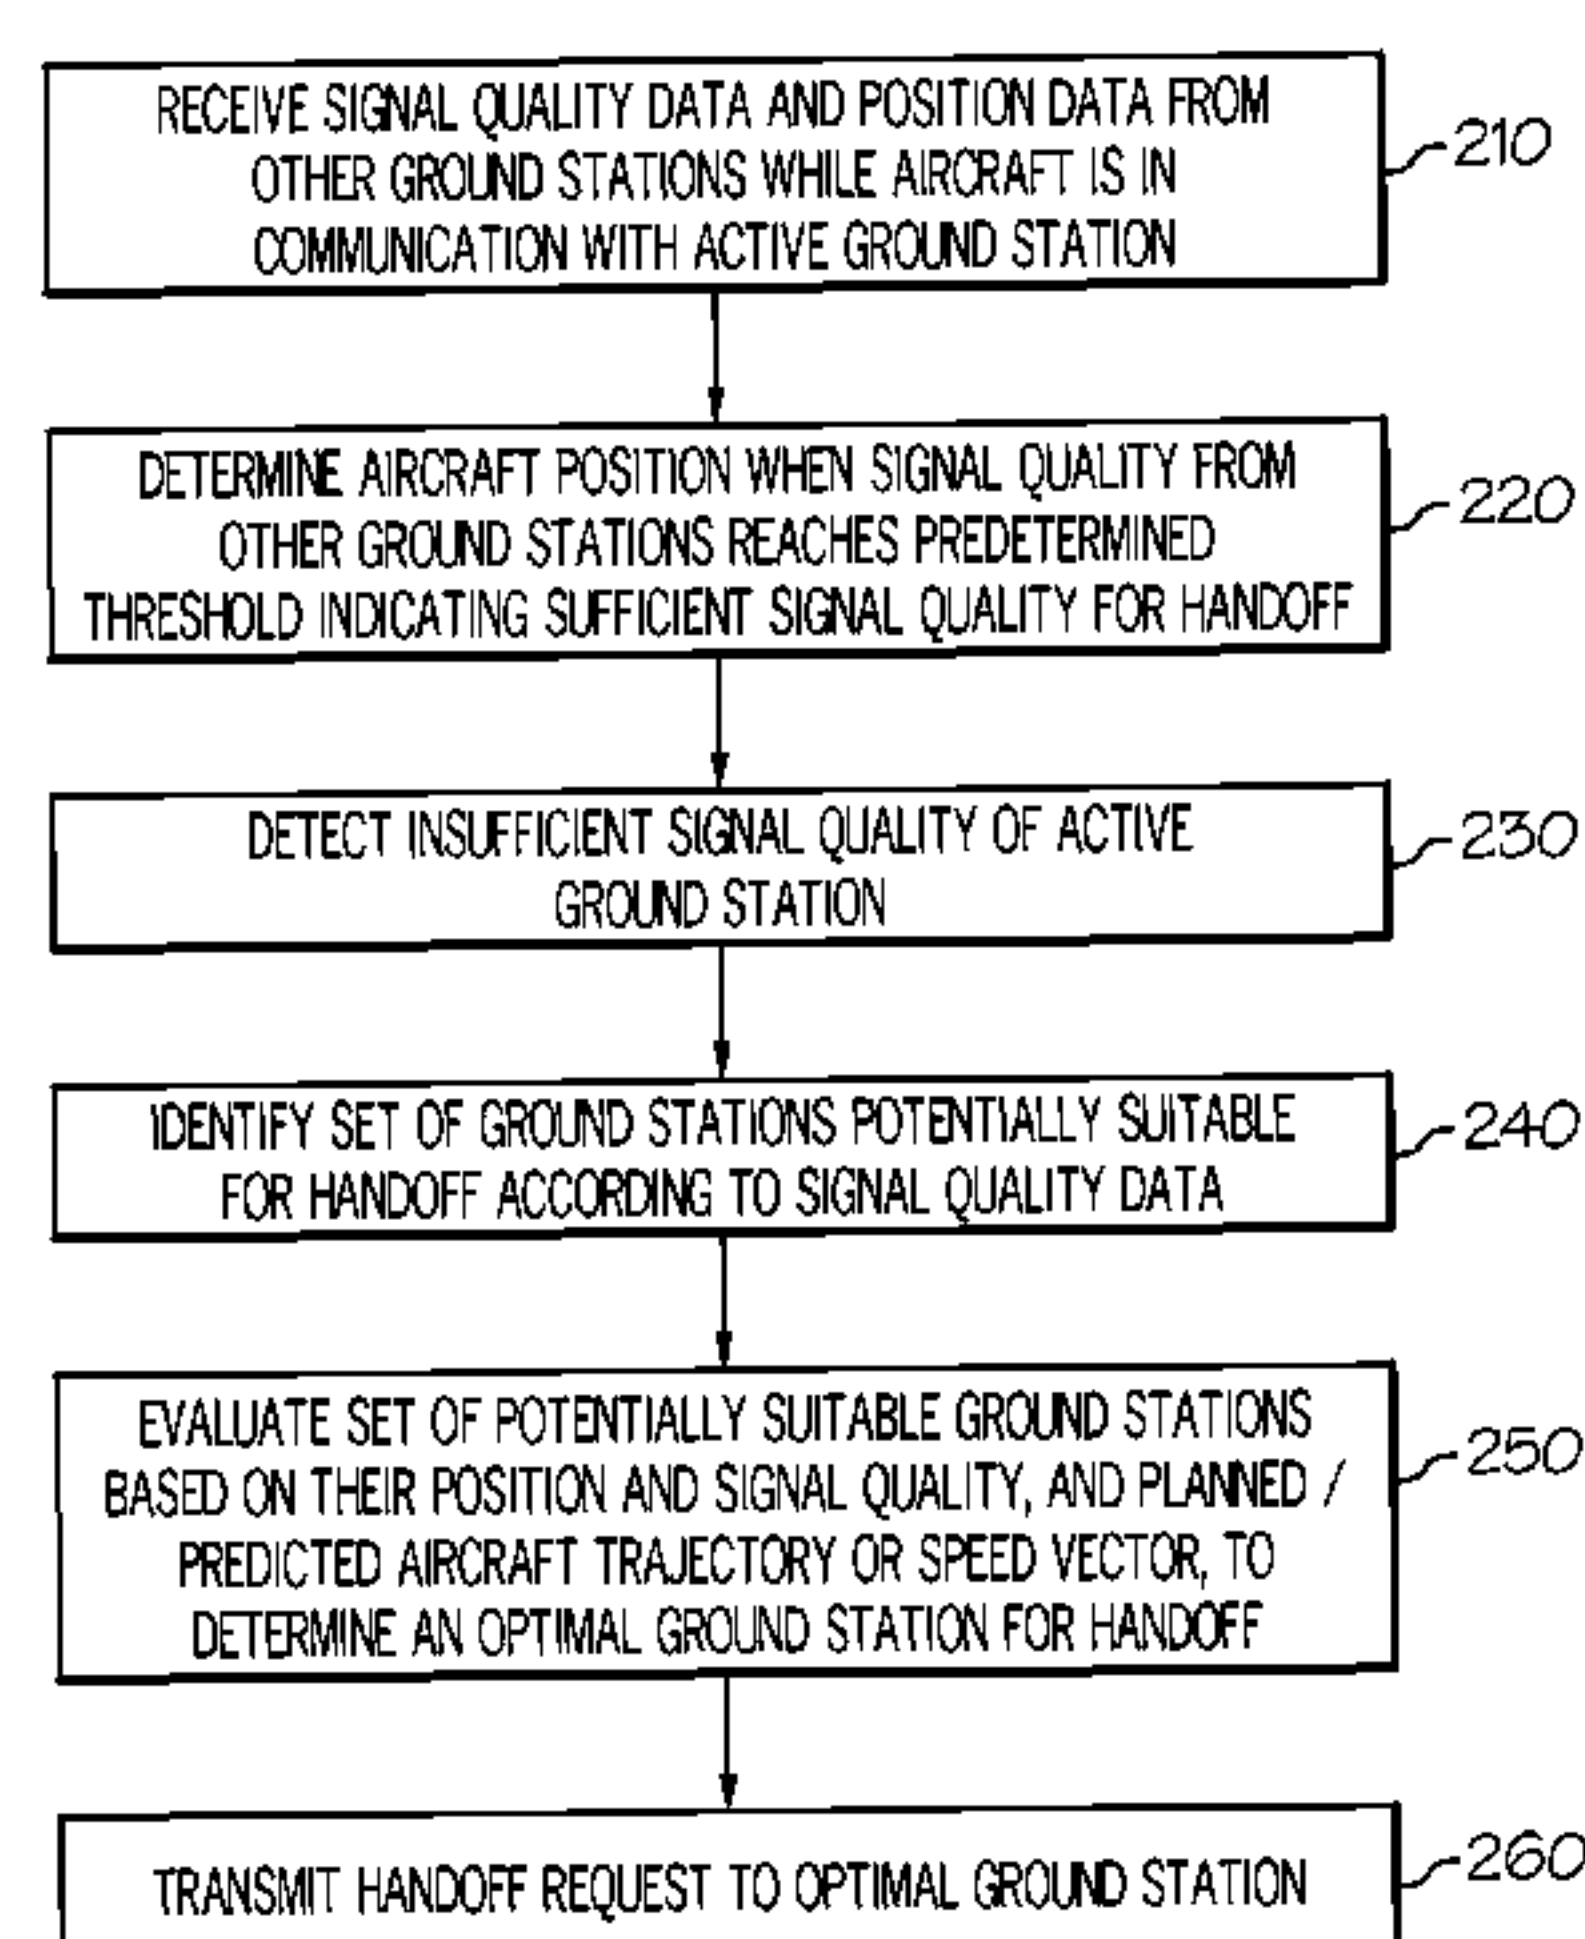 RECEIVE SIGNAL QUALITY DATA AND POSITION DATA FROM
OTHER GROUND STATIONS WHILE AIRCRAFT IS IN
COMMUNICATION WITH ACTIVE GROUND STATION
210
DETERMINE AIRCRAFT POSITION WHEN SIGNAL QUALITY FROM
OTHER GROUND STATIONS REACHES PREDETERMINED
THRESHOLD INDICATING SUFFICIENT SIGNAL QUALITY FOR HANDOFF
220
DETECT INSUFFICIENT SIGNAL QUALITY OF ACTIVE
GROUND STATION
230
IDENTIFY SET OF GROUND STATIONS POTENTIALLY SUITABLE
FOR HANDOFF ACCORDING TO SIGNAL QUALITY DATA
240
EVALUATE SET OF POTENTIALLY SUITABLE GROUND STATIONS
BASED ON THEIR POSITION AND SIGNAL QUALITY, AND PLANNED /
PREDICTED AIRCRAFT TRAJECTORY OR SPEED VECTOR, TO
DETERMINE AN OPTIMAL GROUND STATION FOR HANDOFF
250
TRANSMIT HANDOFF REQUEST TO OPTIMAL GROUND STATION
260